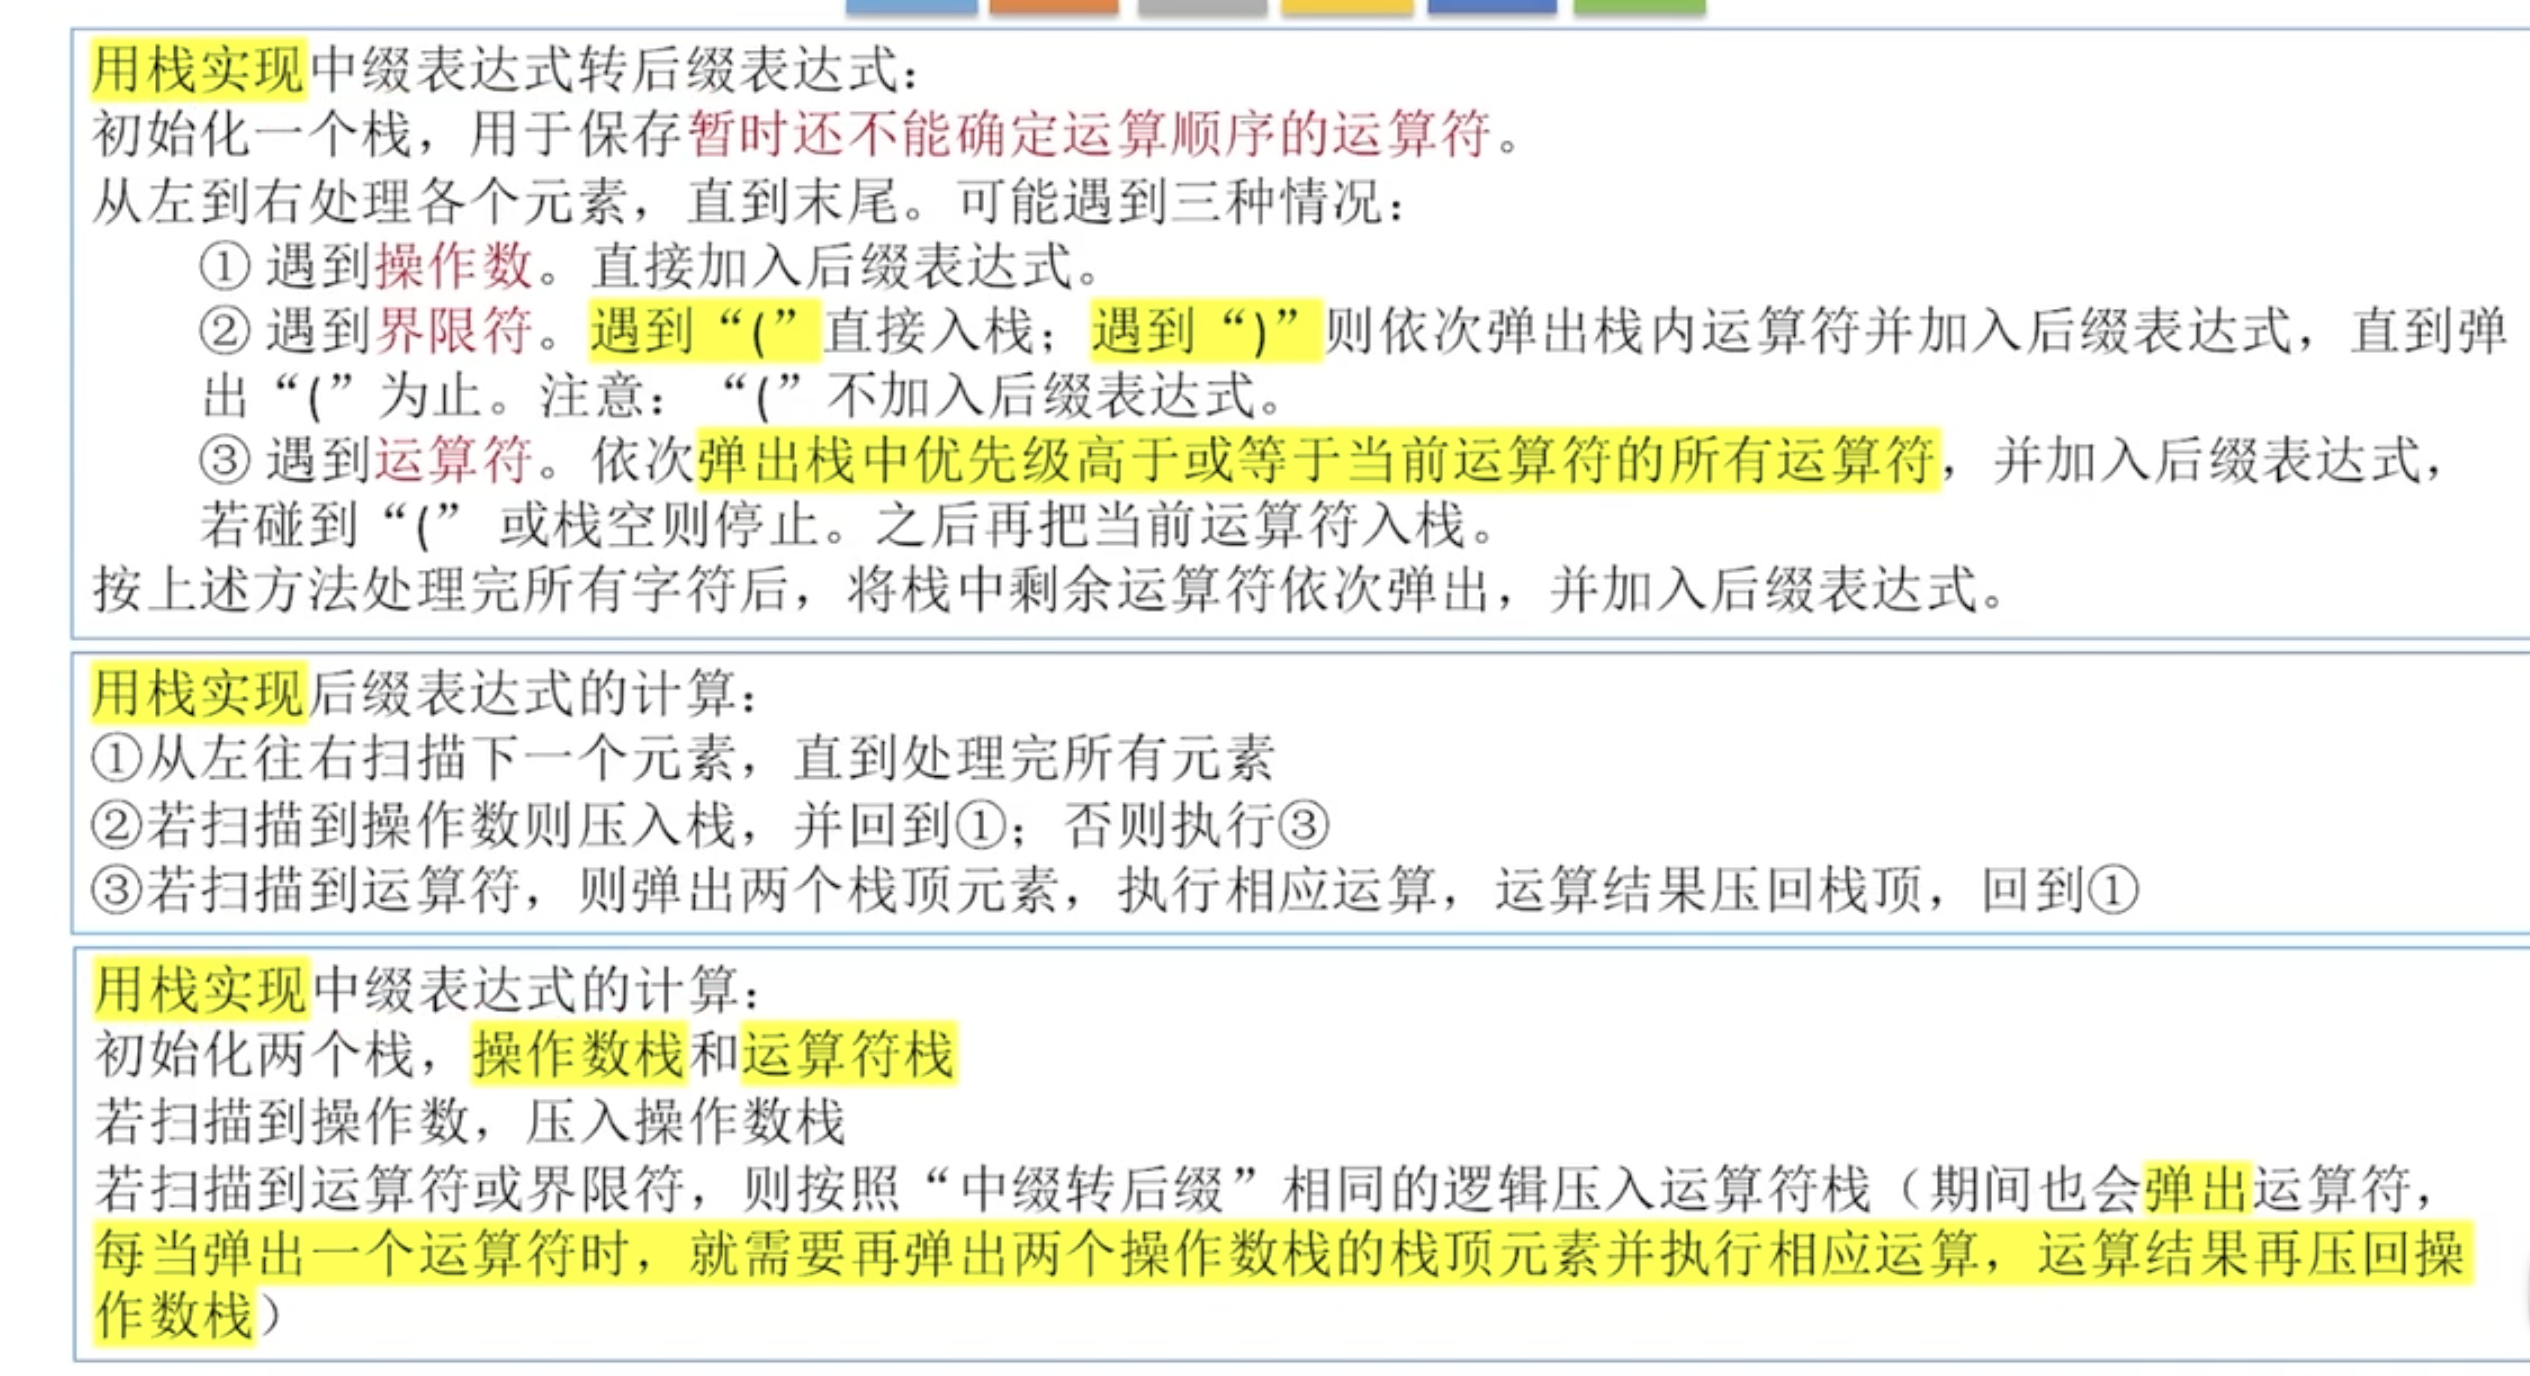 用栈实现中缀表达式转后缀表达式：
初始化一个栈，用于保存暂时还不能确定运算顺序的运算符。
从左到右处理各个元素，直到末尾。可能遇到三种情况：
① 遇到操作数。直接加入后缀表达式。
② 遇到界限符。遇到“(”直接入栈；遇到“)”则依次弹出栈内运算符并加入后缀表达式，直到弹
出“(”为止。注意：“(”不加入后缀表达式。
③ 遇到运算符。依次弹出栈中优先级高于或等于当前运算符的所有运算符，并加入后缀表达式，
若碰到“(” 或栈空则停止。之后再把当前运算符入栈。
按上述方法处理完所有字符后，将栈中剩余运算符依次弹出，并加入后缀表达式。
用栈实现后缀表达式的计算：
①从左往右扫描下一个元素，直到处理完所有元素
②若扫描到操作数则压入栈，并回到①；否则执行③
③若扫描到运算符，则弹出两个栈顶元素，执行相应运算，运算结果压回栈顶，回到①
用栈实现中缀表达式的计算：
初始化两个栈，操作数栈和运算符栈
若扫描到操作数，压入操作数栈
若扫描到运算符或界限符，则按照“中缀转后缀”相同的逻辑压入运算符栈（期间也会弹出运算符，
每当弹出一个运算符时，就需要再弹出两个操作数栈的栈顶元素并执行相应运算，运算结果再压回操
作数栈）